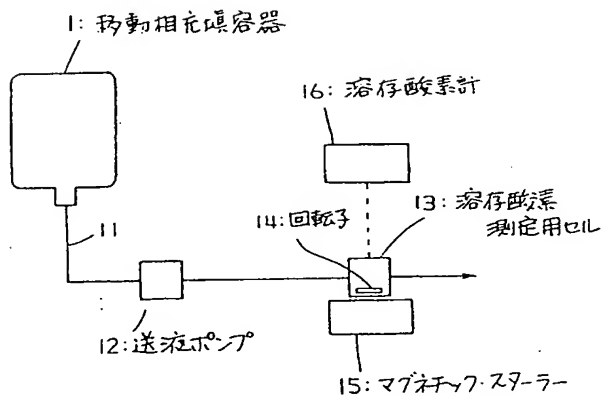 1:移動相充填容器
16:溶存酸素計
11
14:回転子
13:溶存酸素
測定用セル
12:送液ポンプ
15:マグネチック・スターラー